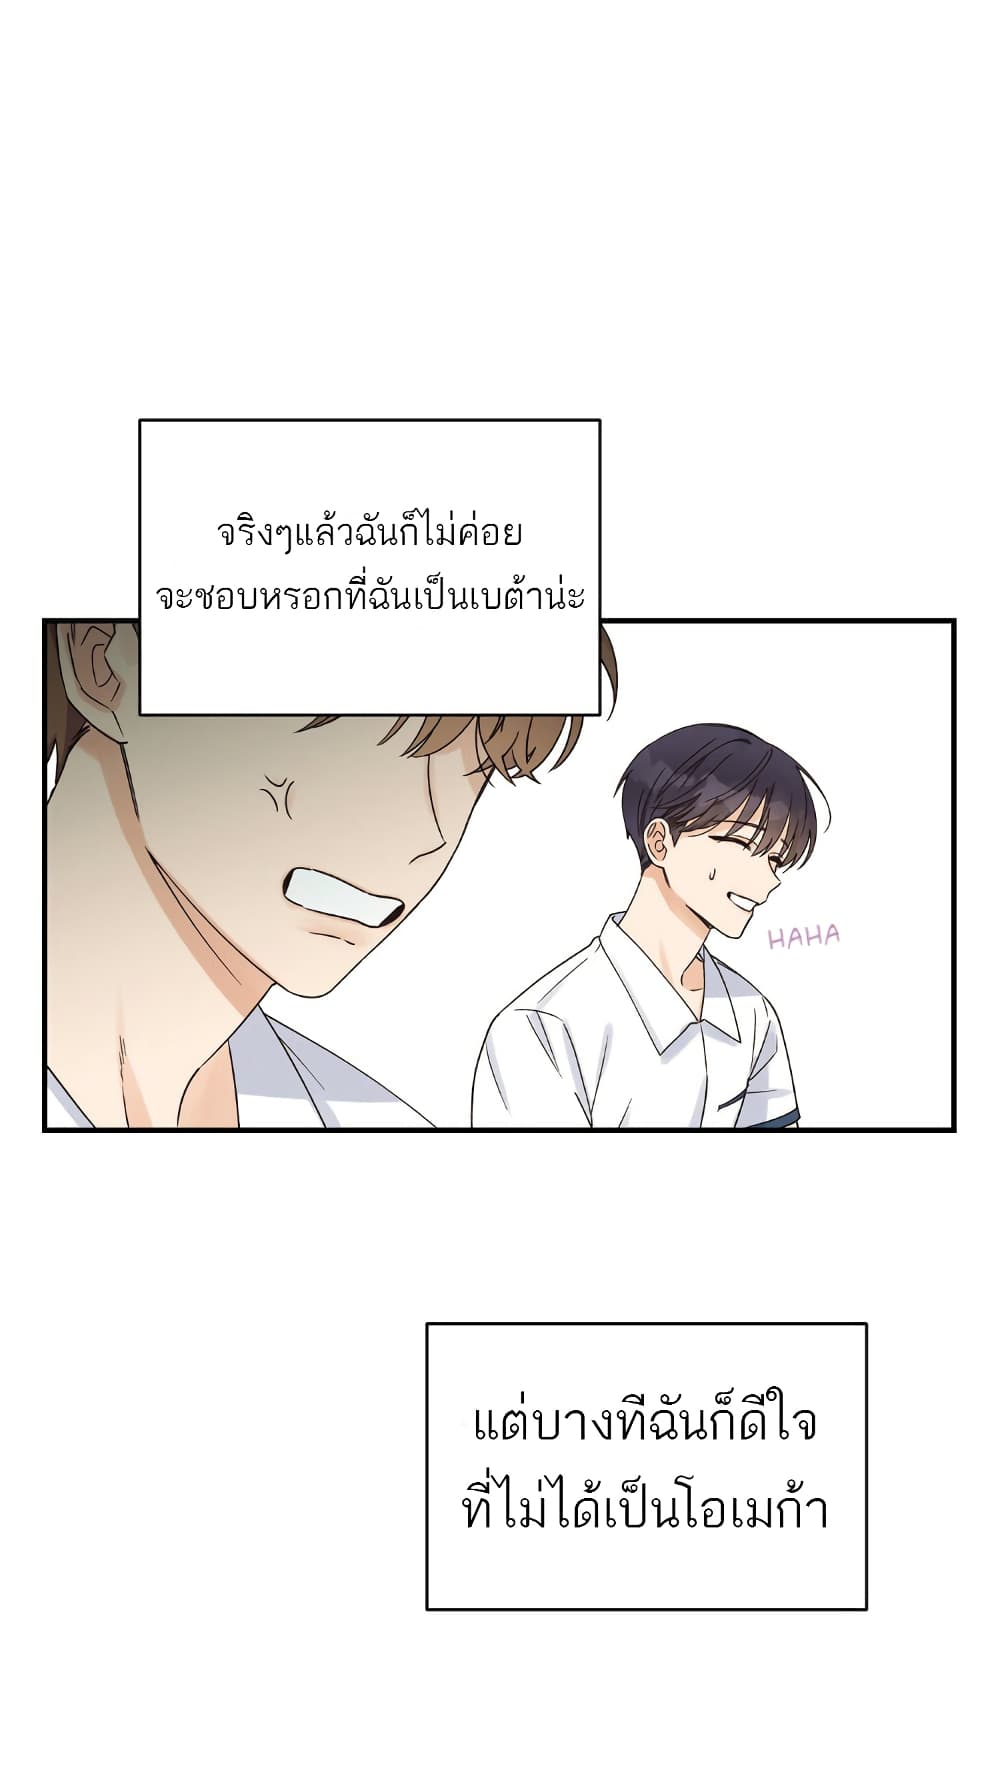 จริงๆแล้วฉันก็ไม่ค่อย
จะชอบหรอกที่ฉันเป็นเบต้าน่ะ
HAHA
แต่บางทีฉันก็ดีใจ
ที่ไม่ได้เป็นโอเมก้า